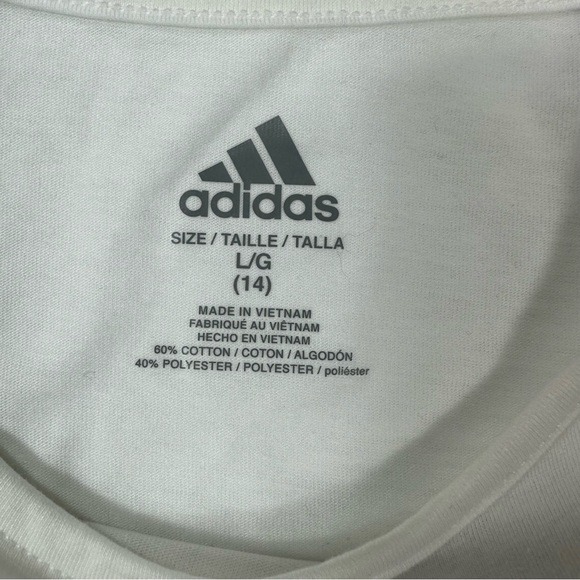 adidas
SIZE / TAILLE / TALLA
L/G
(14)
MADE IN VIETNAM
FABRIQUÉ AU VIÊTNAM
HECHO EN VIETNAM
60% COTTON / COTON / ALGODÓN
40% POLYESTER / POLYESTER / poliéster